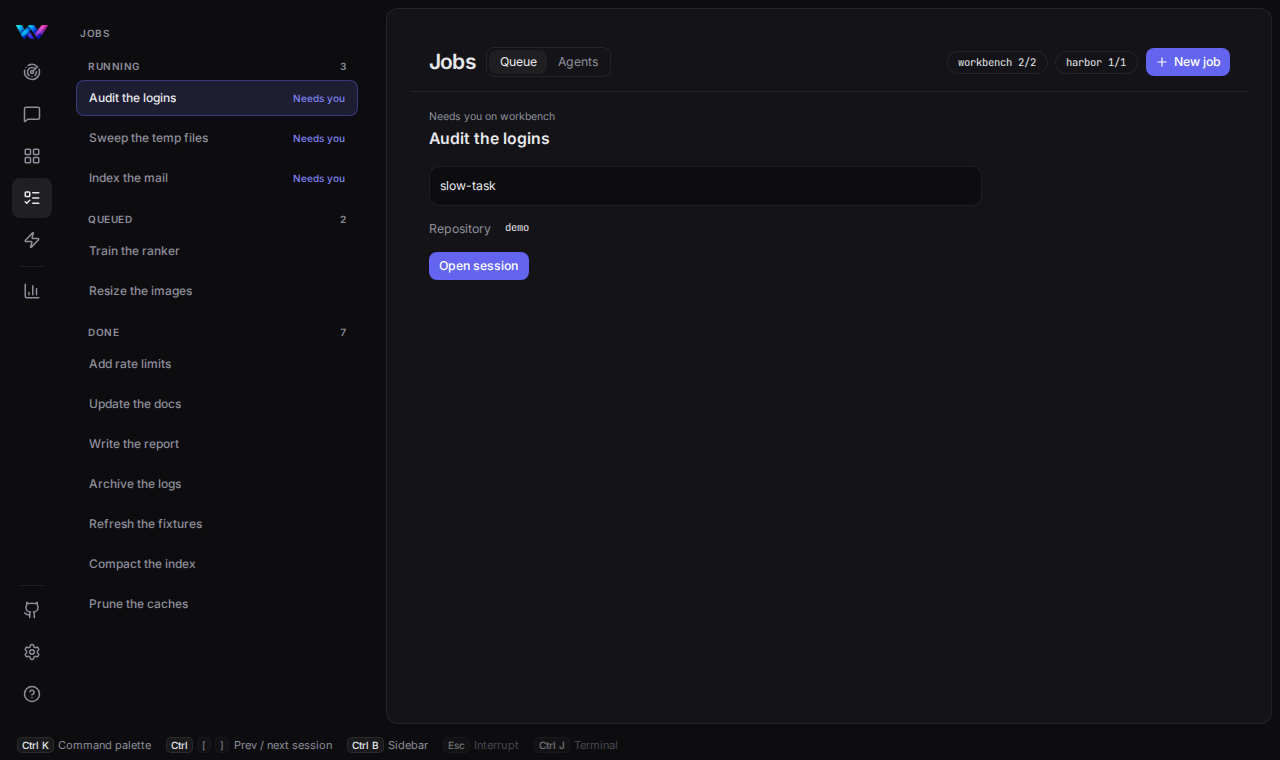 JOBS
RUNNING 3
Audit the logins Needs you
Sweep the temp files Needs you
Index the mail Needs you
QUEUED 2
Train the ranker
Resize the images
DONE 7
Add rate limits
Update the docs
Write the report
Archive the logs
Refresh the fixtures
Compact the index
Prune the caches
Jobs Queue Agents workbench 2/2 harbor 1/1 + New job
Needs you on workbench
Audit the logins
slow-task
Repository demo
Open session
Ctrl K Command palette Ctrl [ ] Prev / next session Ctrl B Sidebar Esc Interrupt Ctrl J Terminal